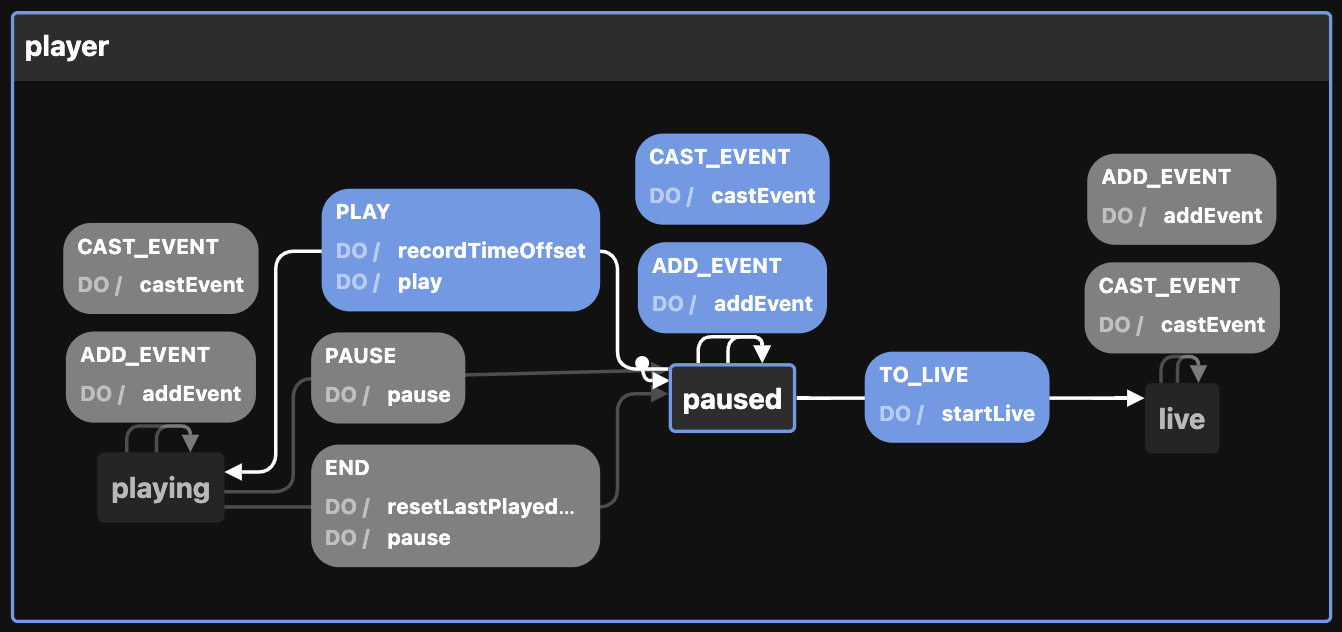 player
CAST_EVENT
DO / castEvent
ADD_EVENT
DO / addEvent
playing
PLAY
DO / recordTimeOffset
DO / play
PAUSE
DO / pause
END
DO / resetLastPlayed...
DO / pause
CAST_EVENT
DO / castEvent
ADD_EVENT
DO / addEvent
paused
TO_LIVE
DO / startLive
ADD_EVENT
DO / addEvent
CAST_EVENT
DO / castEvent
live